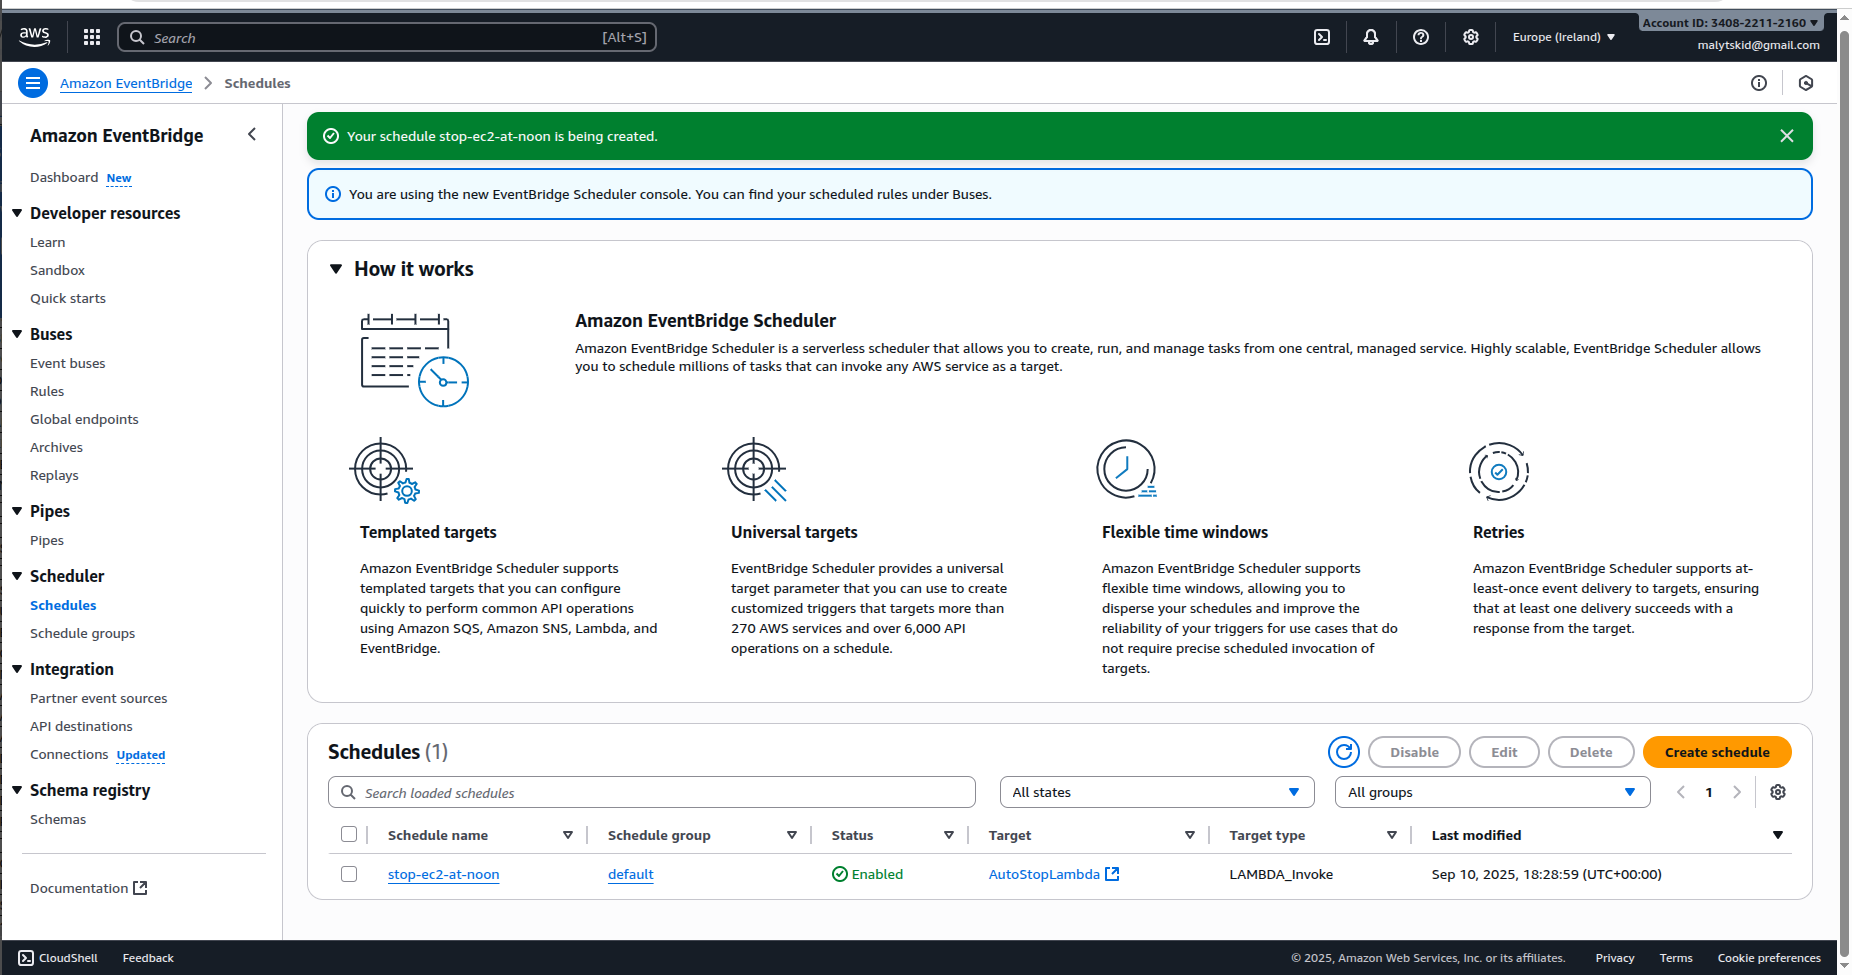 aws
Search
[Alt+S]
Europe (Ireland)
Account ID: 3408-2211-2160
malytskid@gmail.com
Amazon EventBridge
Schedules
Amazon EventBridge
Dashboard New
Developer resources
Learn
Sandbox
Quick starts
Buses
Event buses
Rules
Global endpoints
Archives
Replays
Pipes
Pipes
Scheduler
Schedules
Schedule groups
Integration
Partner event sources
API destinations
Connections Updated
Schema registry
Schemas
Documentation
Your schedule stop-ec2-at-noon is being created.
You are using the new EventBridge Scheduler console. You can find your scheduled rules under Buses.
How it works
Amazon EventBridge Scheduler
Amazon EventBridge Scheduler is a serverless scheduler that allows you to create, run, and manage tasks from one central, managed service. Highly scalable, EventBridge Scheduler allows
you to schedule millions of tasks that can invoke any AWS service as a target.
Templated targets
Amazon EventBridge Scheduler supports
templated targets that you can configure
quickly to perform common API operations
using Amazon SQS, Amazon SNS, Lambda, and
EventBridge.
Universal targets
EventBridge Scheduler provides a universal
target parameter that you can use to create
customized triggers that targets more than
270 AWS services and over 6,000 API
operations on a schedule.
Flexible time windows
Amazon EventBridge Scheduler supports
flexible time windows, allowing you to
disperse your schedules and improve the
reliability of your triggers for use cases that do
not require precise scheduled invocation of
targets.
Retries
Amazon EventBridge Scheduler supports at-
least-once event delivery to targets, ensuring
that at least one delivery succeeds with a
response from the target.
Schedules (1)
Disable
Edit
Delete
Create schedule
Search loaded schedules
All states
All groups
1
Schedule name
Schedule group
Status
Target
Target type
Last modified
stop-ec2-at-noon
default
Enabled
AutoStopLambda
LAMBDA_Invoke
Sep 10, 2025, 18:28:59 (UTC+00:00)
CloudShell
Feedback
© 2025, Amazon Web Services, Inc. or its affiliates.
Privacy
Terms
Cookie preferences